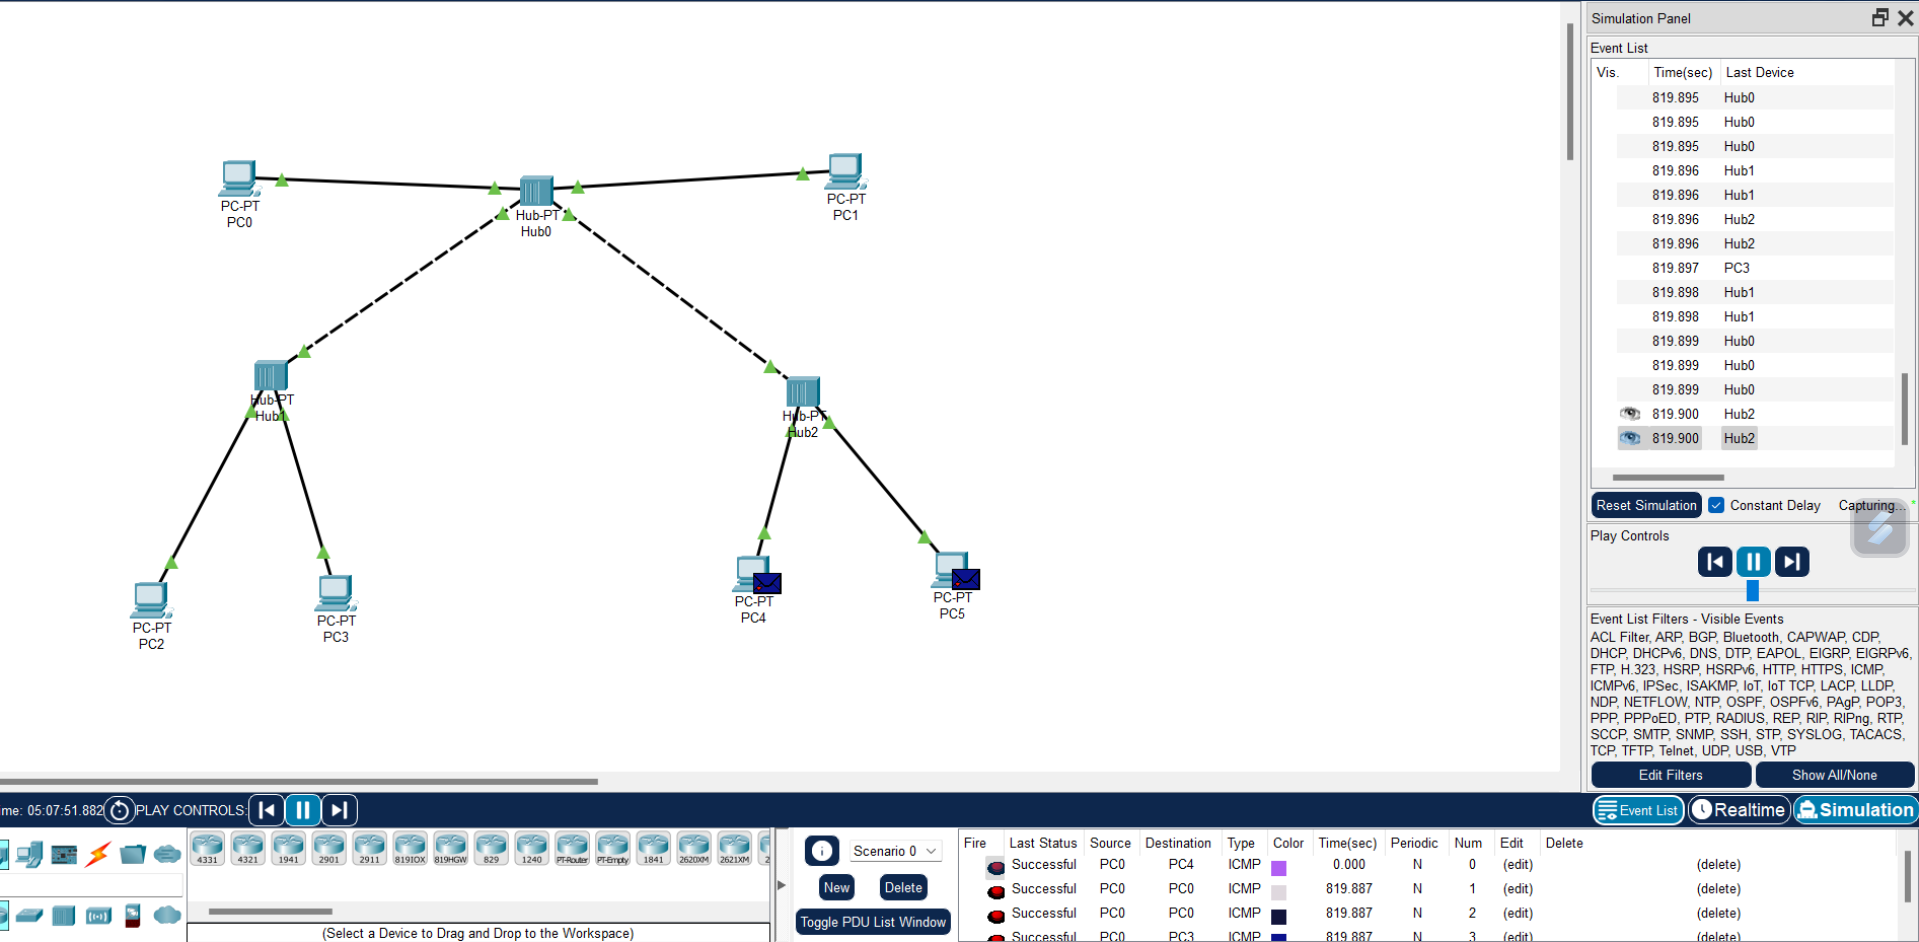 Simulation Panel
Event List
Vis. Time(sec) Last Device
819.895 Hub0
819.895 Hub0
819.895 Hub0
819.896 Hub1
819.896 Hub1
819.896 Hub2
819.896 Hub2
819.897 PC3
819.898 Hub1
819.898 Hub1
819.899 Hub0
819.899 Hub0
819.899 Hub0
819.900 Hub2
819.900 Hub2
Reset Simulation Constant Delay Capturing...
Play Controls
Event List Filters - Visible Events
ACL Filter, ARP, BGP, Bluetooth, CAPWAP, CDP,
DHCP, DHCPv6, DNS, DTP, EAPOL, EIGRP, EIGRPv6,
FTP, H.323, HSRP, HSRPv6, HTTP, HTTPS, ICMP,
ICMPv6, IPSec, ISAKMP, IoT, IoT TCP, LACP, LLDP,
NDP, NETFLOW, NTP, OSPF, OSPFv6, PAgP, POP3,
PPP, PPPoED, PTP, RADIUS, REP, RIP, RIPng, RTP,
SCCP, SMTP, SNMP, SSH, STP, SYSLOG, TACACS,
TCP, TFTP, Telnet, UDP, USB, VTP
Edit Filters Show All/None
PC-PT
PC0
Hub-PT
Hub0
PC-PT
PC1
Hub-PT
Hub1
Hub-PT
Hub2
PC-PT
PC2
PC-PT
PC3
PC-PT
PC4
PC-PT
PC5
me: 05:07:51.882 PLAY CONTROLS:
Event List Realtime Simulation
4331 4321 1941 2901 2911 819IOX 819HGW 829 1240 PT-Router PT-Empty 1841 2620XM 2621XM 2
(Select a Device to Drag and Drop to the Workspace)
Scenario 0
New Delete
Toggle PDU List Window
Fire Last Status Source Destination Type Color Time(sec) Periodic Num Edit Delete
Successful PC0 PC4 ICMP 0.000 N 0 (edit) (delete)
Successful PC0 PC0 ICMP 819.887 N 1 (edit) (delete)
Successful PC0 PC0 ICMP 819.887 N 2 (edit) (delete)
Successful PC0 PC3 ICMP 819.887 N 3 (edit) (delete)